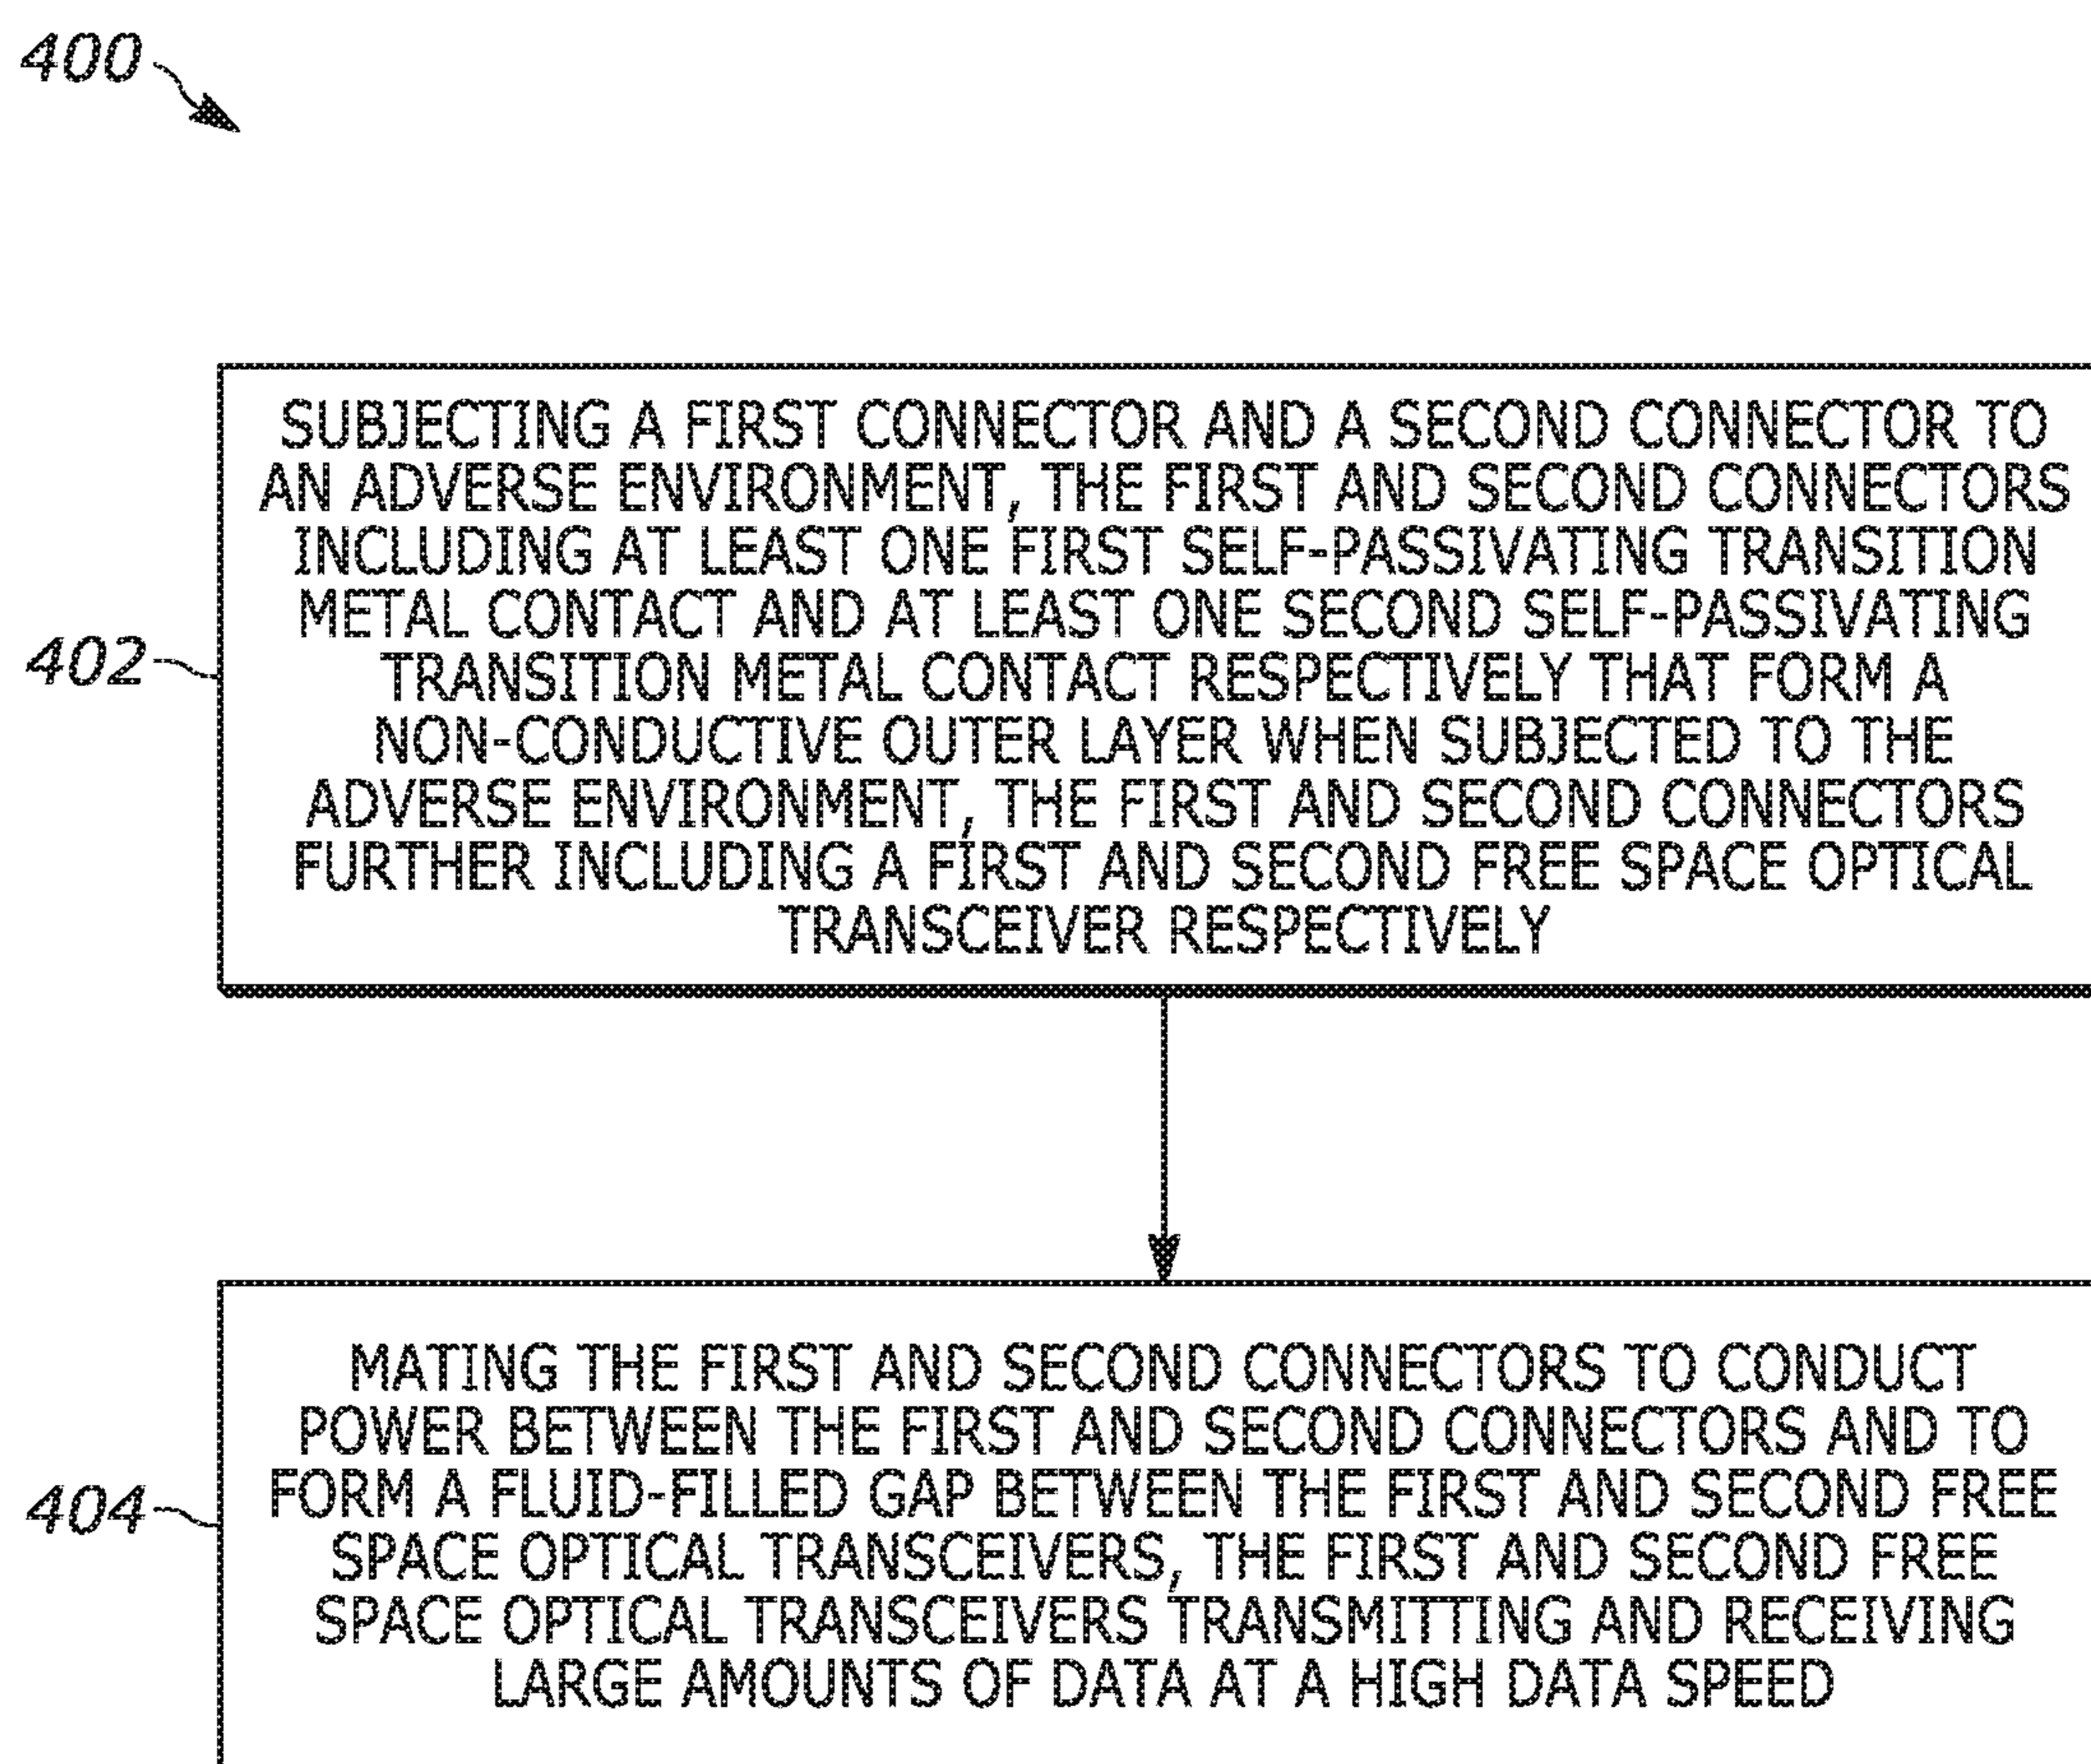 400
SUBJECTING A FIRST CONNECTOR AND A SECOND CONNECTOR TO
AN ADVERSE ENVIRONMENT, THE FIRST AND SECOND CONNECTORS
INCLUDING AT LEAST ONE FIRST SELF-PASSIVATING TRANSITION
METAL CONTACT AND AT LEAST ONE SECOND SELF-PASSIVATING
402
TRANSITION METAL CONTACT RESPECTIVELY THAT FORM A
NON-CONDUCTIVE OUTER LAYER WHEN SUBJECTED TO THE
ADVERSE ENVIRONMENT, THE FIRST AND SECOND CONNECTORS
FURTHER INCLUDING A FIRST AND SECOND FREE SPACE OPTICAL
TRANSCEIVER RESPECTIVELY
MATING THE FIRST AND SECOND CONNECTORS TO CONDUCT
POWER BETWEEN THE FIRST AND SECOND CONNECTORS AND TO
FORM A FLUID-FILLED GAP BETWEEN THE FIRST AND SECOND FREE
404
SPACE OPTICAL TRANSCEIVERS, THE FIRST AND SECOND FREE
SPACE OPTICAL TRANSCEIVERS TRANSMITTING AND RECEIVING
LARGE AMOUNTS OF DATA AT A HIGH DATA SPEED